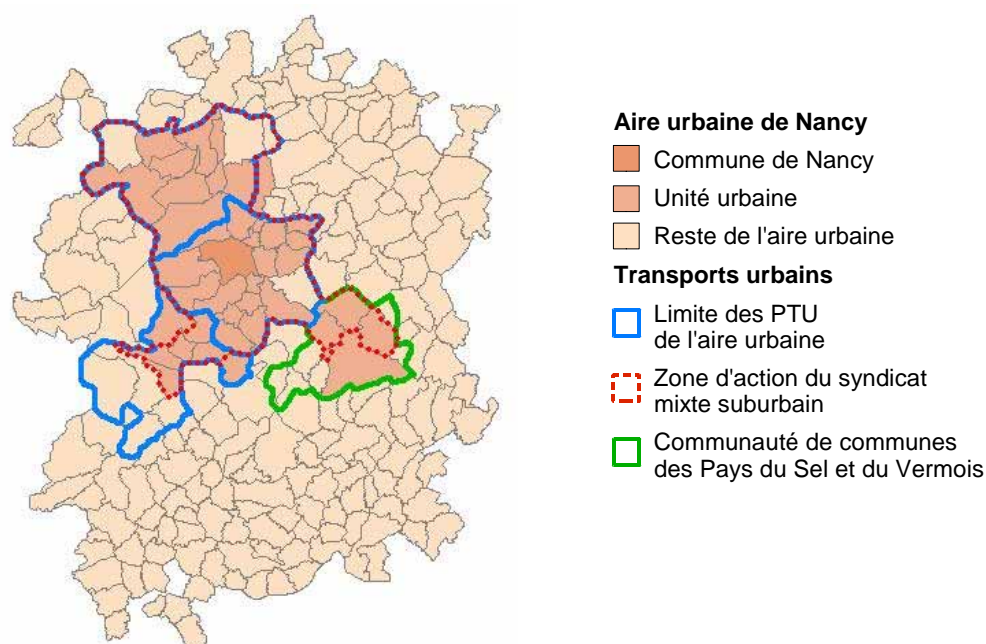 Aire urbaine de Nancy
Commune de Nancy
Unité urbaine
Reste de l'aire urbaine
Transports urbains
Limite des PTU
de l'aire urbaine
Zone d'action du syndicat
mixte suburbain
Communauté de communes
des Pays du Sel et du Vermois